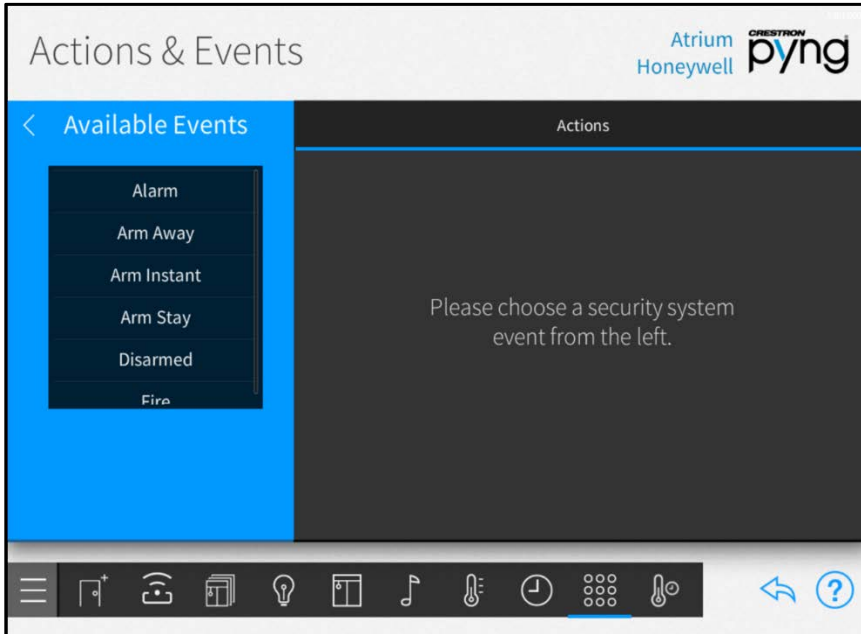 Actions & Events
Atrium
Honeywell
CRESTRON
pyng
Available Events
Actions
Alarm
Arm Away
Arm Instant
Arm Stay
Disarmed
Fire
Please choose a security system
event from the left.
?